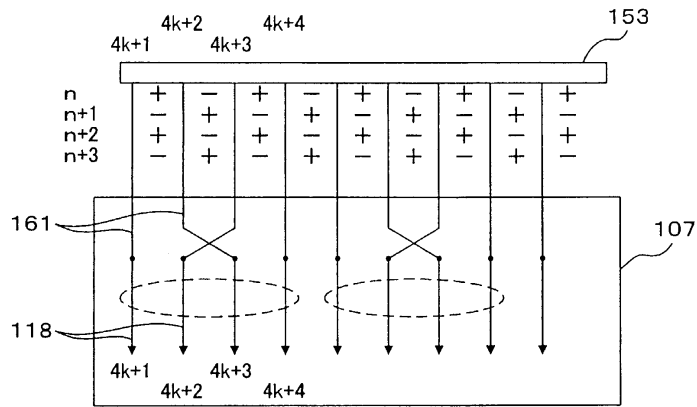 4k+2 4k+4
4k+1 4k+3
153
n + − + − + − + − +
n+1 − + − + − + − + −
n+2 + − + − + − + − +
n+3 − + − + − + − + −
161
107
118
4k+1 4k+3
4k+2 4k+4